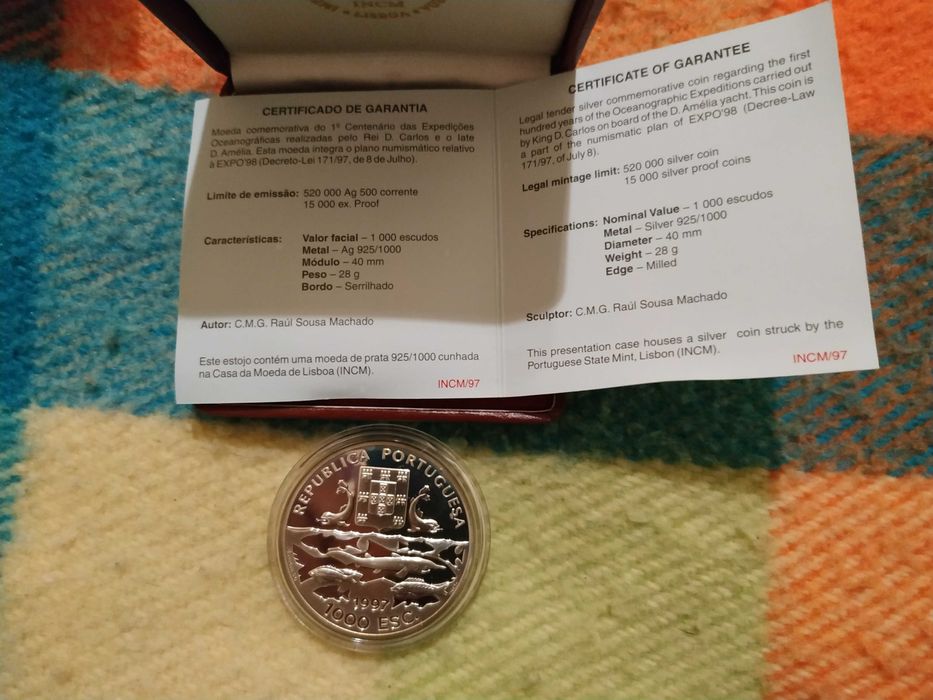 INCM
LISBOA
CERTIFICADO DE GARANTIA
Moeda comemorativa do 1º Centenário das Expedições
Oceanográficas realizadas pelo Rei D. Carlos e o Iate
D. Amélia. Esta moeda integra o plano numismático relativo
à EXPO'98 (Decreto-Lei 171/97, de 8 de Julho).
Limite de emissão: 520 000 Ag 500 corrente
15 000 ex. Proof
Características: Valor facial – 1 000 escudos
Metal – Ag 925/1000
Módulo – 40 mm
Peso – 28 g
Bordo – Serrilhado
Autor: C.M.G. Raúl Sousa Machado
Este estojo contém uma moeda de prata 925/1000 cunhada
na Casa da Moeda de Lisboa (INCM).
INCM/97
CERTIFICATE OF GARANTEE
Legal tender silver commemorative coin regarding the first
hundred years of the Oceanographic Expeditions carried out
by King D. Carlos on board of the D. Amélia yacht. This coin is
a part of the numismatic plan of EXPO'98 (Decree-Law
171/97, of July 8).
Legal mintage limit: 520 000 silver coin
15 000 silver proof coins
Specifications: Nominal Value – 1 000 escudos
Metal – Silver 925/1000
Diameter – 40 mm
Weight – 28 g
Edge – Milled
Sculptor: C.M.G. Raúl Sousa Machado
This presentation case houses a silver coin struck by the
Portuguese State Mint, Lisbon (INCM).
INCM/97
REPUBLICA PORTUGUESA
1997
1000 ESC.